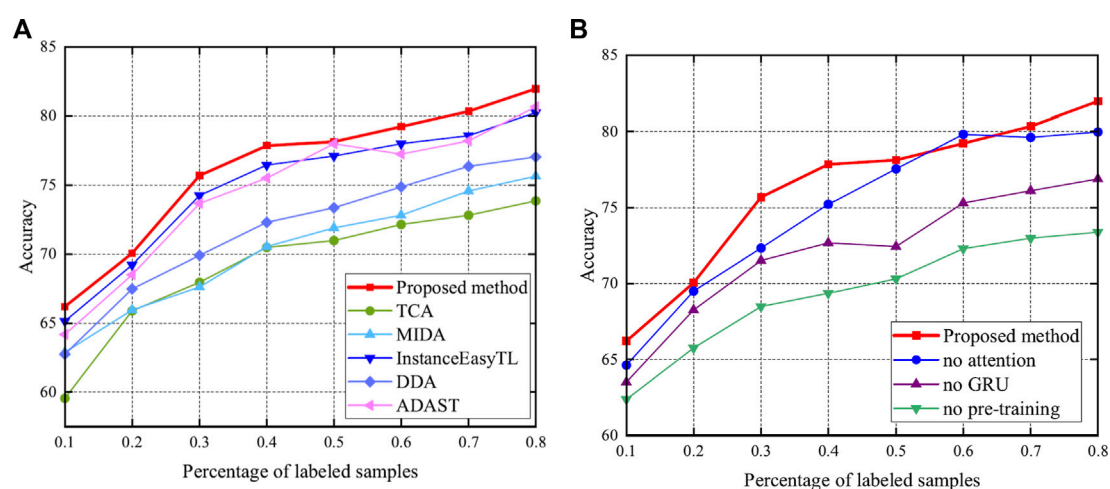 A
85
80
75
70
65
60
Accuracy
Proposed method
TCA
MIDA
InstanceEasyTL
DDA
ADAST
0.1 0.2 0.3 0.4 0.5 0.6 0.7 0.8
Percentage of labeled samples
B
85
80
75
70
65
60
Accuracy
Proposed method
no attention
no GRU
no pre-training
0.1 0.2 0.3 0.4 0.5 0.6 0.7 0.8
Percentage of labeled samples